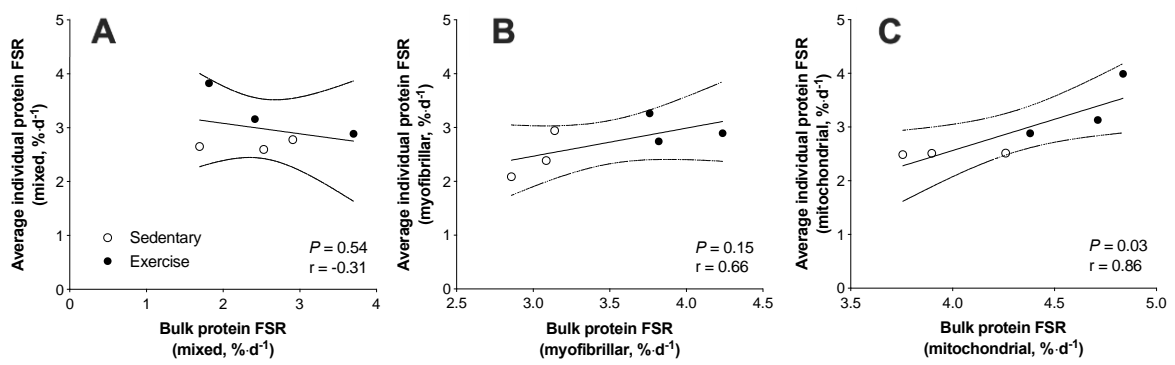 A
Average individual protein FSR
(mixed, %·d-1)
5
4
3
2
1
0
Sedentary
Exercise
P = 0.54
r = -0.31
0 1 2 3 4
Bulk protein FSR
(mixed, %·d-1)
B
Average individual protein FSR
(myofibrillar, %·d-1)
5
4
3
2
1
0
P = 0.15
r = 0.66
2.5 3.0 3.5 4.0 4.5
Bulk protein FSR
(myofibrillar, %·d-1)
C
Average individual protein FSR
(mitochondrial, %·d-1)
5
4
3
2
1
0
P = 0.03
r = 0.86
3.5 4.0 4.5 5.0
Bulk protein FSR
(mitochondrial, %·d-1)